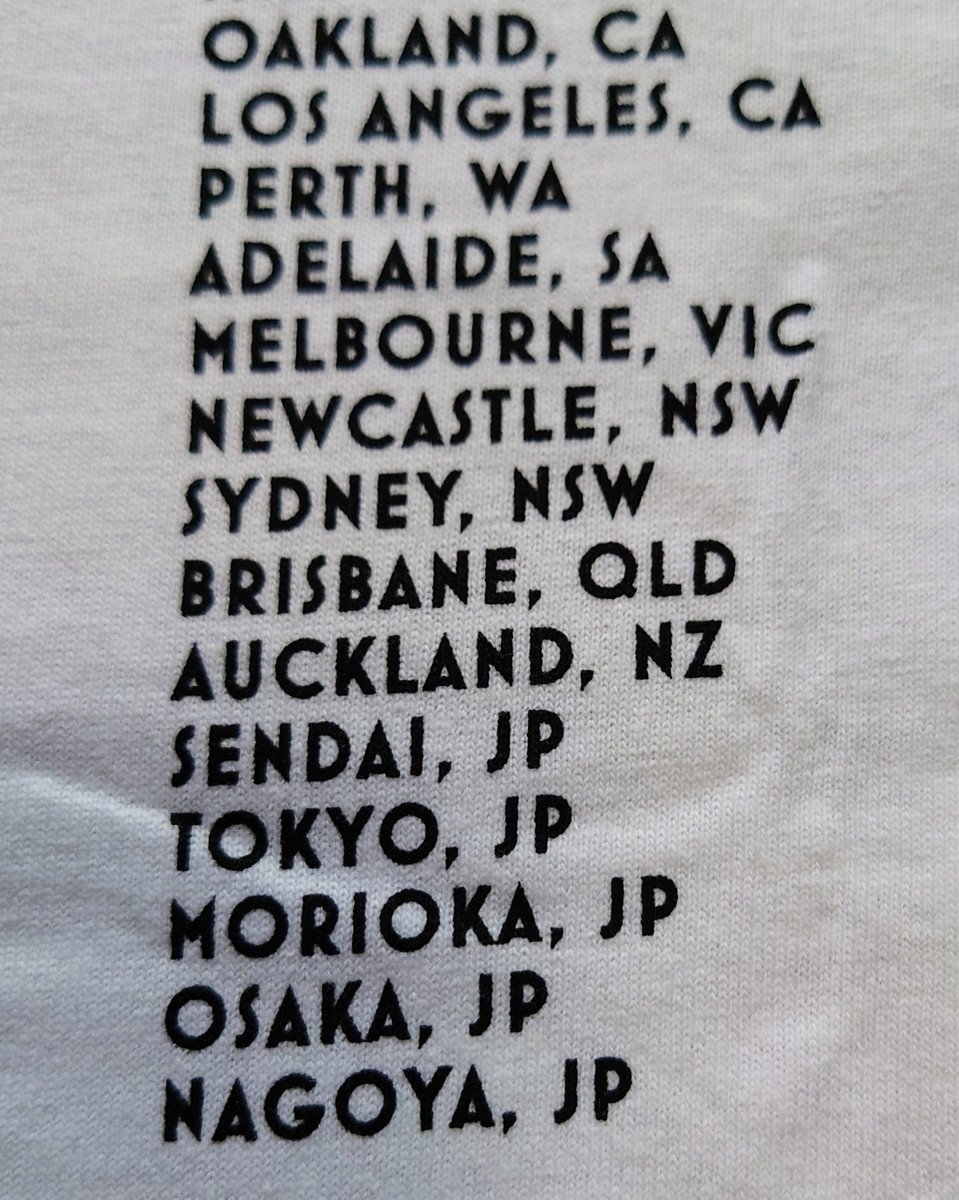 OAKLAND, CA
LOS ANGELES, CA
PERTH, WA
ADELAIDE, SA
MELBOURNE, VIC
NEWCASTLE, NSW
SYDNEY, NSW
BRISBANE, QLD
AUCKLAND, NZ
SENDAI, JP
TOKYO, JP
MORIOKA, JP
OSAKA, JP
NAGOYA, JP